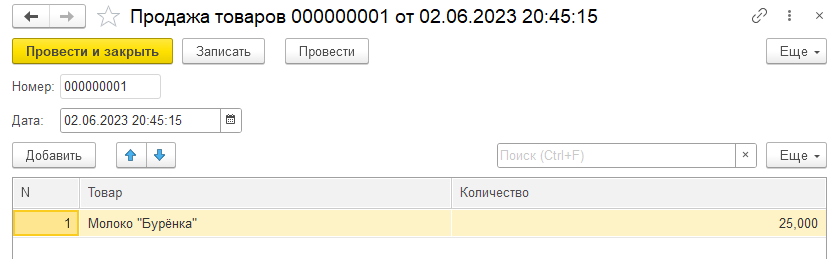 Продажа товаров 000000001 от 02.06.2023 20:45:15
Провести и закрыть Записать Провести Еще
Номер: 000000001
Дата: 02.06.2023 20:45:15
Добавить Поиск (Ctrl+F) × Еще
N Товар Количество
1 Молоко "Бурёнка" 25,000